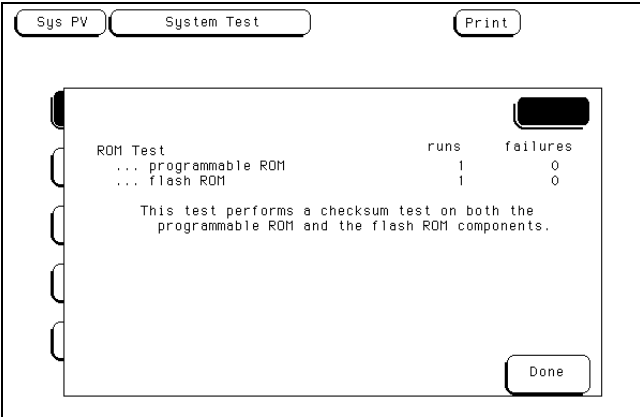 Sys PV System Test Print
ROM Test runs failures
... programmable ROM 1 0
... flash ROM 1 0
This test performs a checksum test on both the
programmable ROM and the flash ROM components.
Done